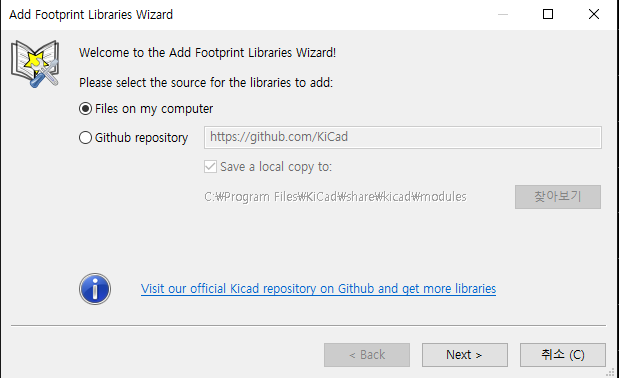 Add Footprint Libraries Wizard
Welcome to the Add Footprint Libraries Wizard!
Please select the source for the libraries to add:
Files on my computer
Github repository
https://github.com/KiCad
Save a local copy to:
C:₩Program Files₩KiCad₩share₩kicad₩modules
찾아보기
Visit our official Kicad repository on Github and get more libraries
< Back
Next >
취소 (C)